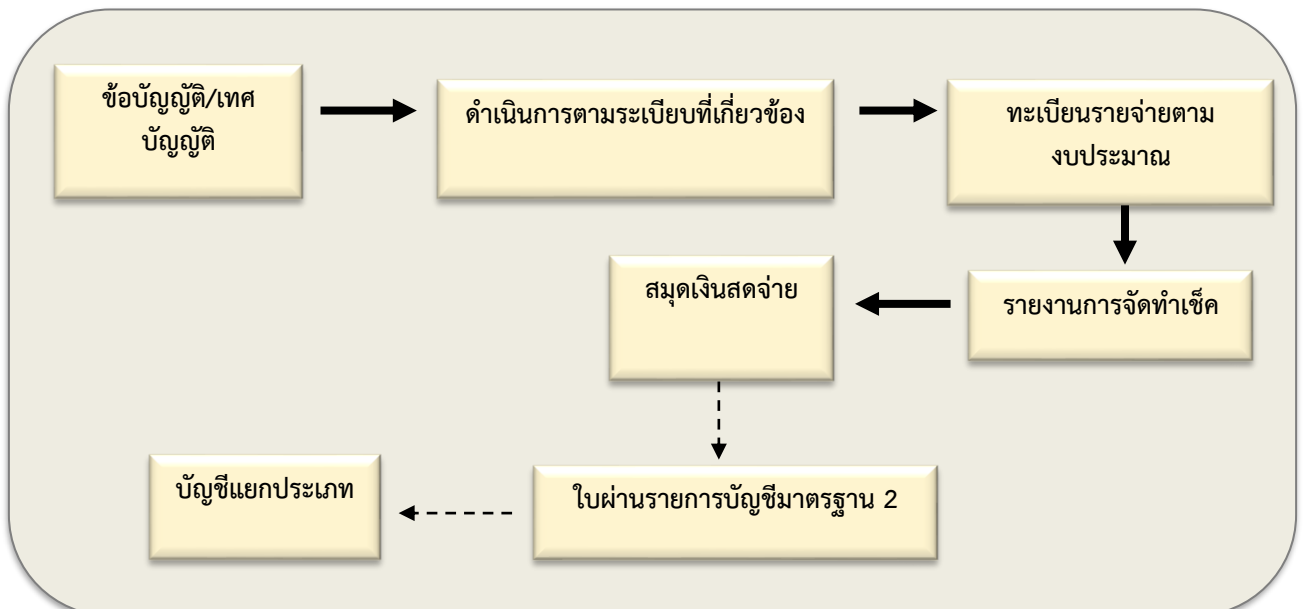 ข้อบัญญัติ/เทศ
บัญญัติ
ดำเนินการตามระเบียบที่เกี่ยวข้อง
ทะเบียนรายจ่ายตาม
งบประมาณ
สมุดเงินสดจ่าย
รายงานการจัดทำเช็ค
บัญชีแยกประเภท
ใบผ่านรายการบัญชีมาตรฐาน 2